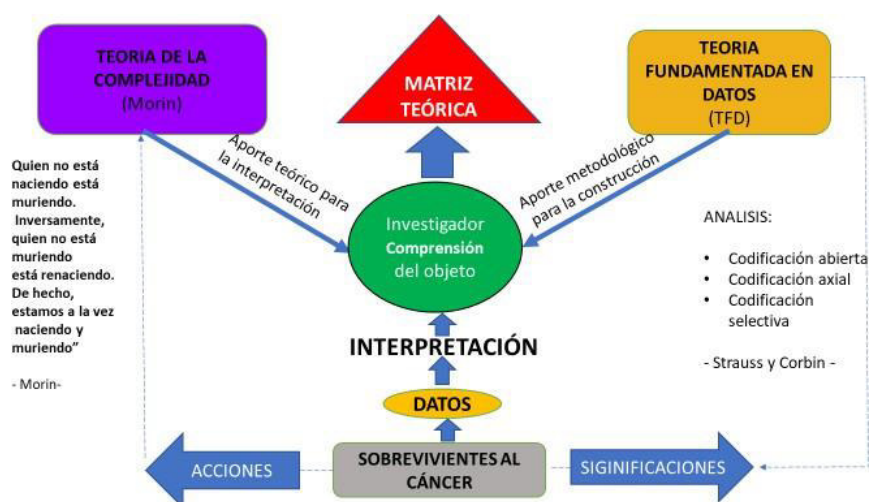 TEORIA DE LA
COMPLEJIDAD
(Morin)
MATRIZ
TEÓRICA
TEORIA
FUNDAMENTADA EN
DATOS
(TFD)
Aporte teórico para
la interpretación
Aporte metodológico
para la construcción
Quien no está
naciendo está
muriendo.
Inversamente,
quien no está
muriendo
está renaciendo.
De hecho,
estamos a la vez
naciendo y
muriendo”
- Morin-
Investigador
Comprensión
del objeto
ANALISIS:
• Codificación abierta
• Codificación axial
• Codificación
selectiva
- Strauss y Corbin -
INTERPRETACIÓN
DATOS
ACCIONES
SOBREVIVIENTES AL
CÁNCER
SIGINIFICACIONES